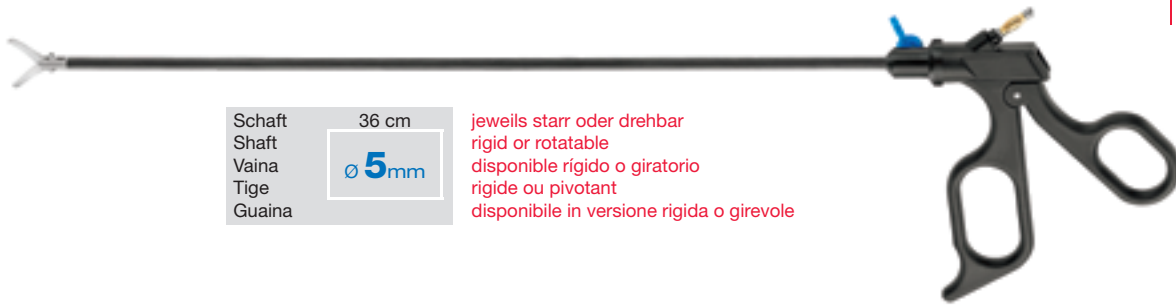 Schaft 36 cm jeweils starr oder drehbar
Shaft rigid or rotatable
Vaina ø 5mm disponible rígido o giratorio
Tige rigide ou pivotant
Guaina disponibile in versione rigida o girevole